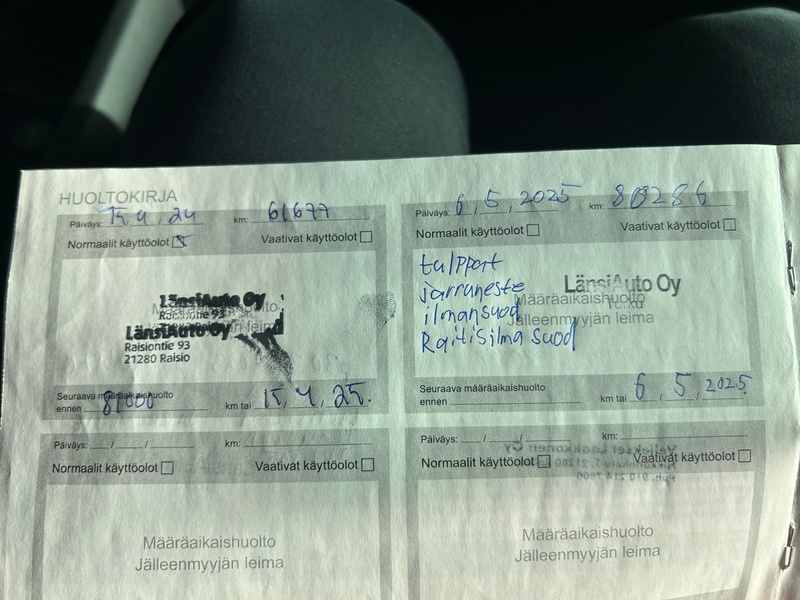 HUOLTOKIRJA
Päiväys: 15, 4, 24 km: 61677
Normaalit käyttöolot Vaativat käyttöolot
LänsiAuto Oy
Raisiontie 93
LänsiAuto Oy
Raisiontie 93
21280 Raisio
Seuraava määräaikaishuolto
ennen 81000 km tai 15, 4, 25.
Päiväys: 6, 5, 2025 km: 80286
Normaalit käyttöolot Vaativat käyttöolot
tulppat
jarruneste
ilmansuod
Raitisilma suod
LänsiAuto Oy
Turku
Määräaikaishuolto
Jälleenmyyjän leima
Seuraava määräaikaishuolto
ennen km tai 6, 5, 2025
Päiväys: / / km:
Normaalit käyttöolot Vaativat käyttöolot
Määräaikaishuolto
Jälleenmyyjän leima
Päiväys: / / km:
Normaalit käyttöolot Vaativat käyttöolot
Määräaikaishuolto
Jälleenmyyjän leima